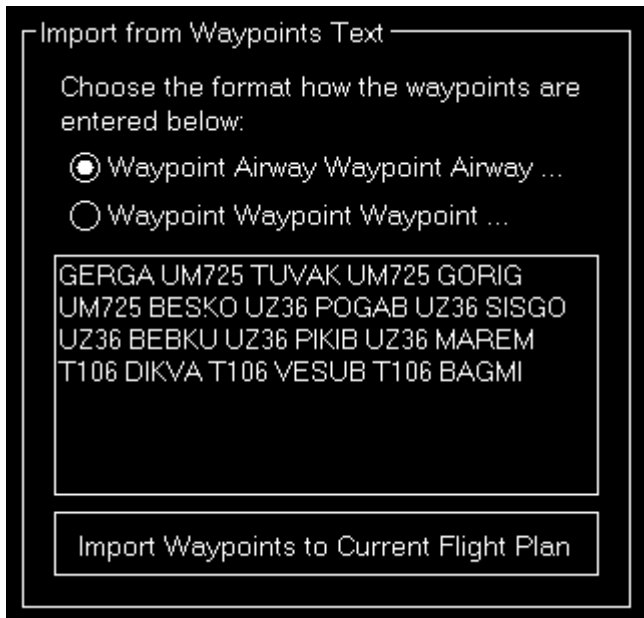 Import from Waypoints Text
Choose the format how the waypoints are
entered below:
Waypoint Airway Waypoint Airway ...
Waypoint Waypoint Waypoint ...
GERGA UM725 TUVAK UM725 GORIG
UM725 BESKO UZ36 POGAB UZ36 SISGO
UZ36 BEBKU UZ36 PIKIB UZ36 MAREM
T106 DIKVA T106 VESUB T106 BAGMI
Import Waypoints to Current Flight Plan